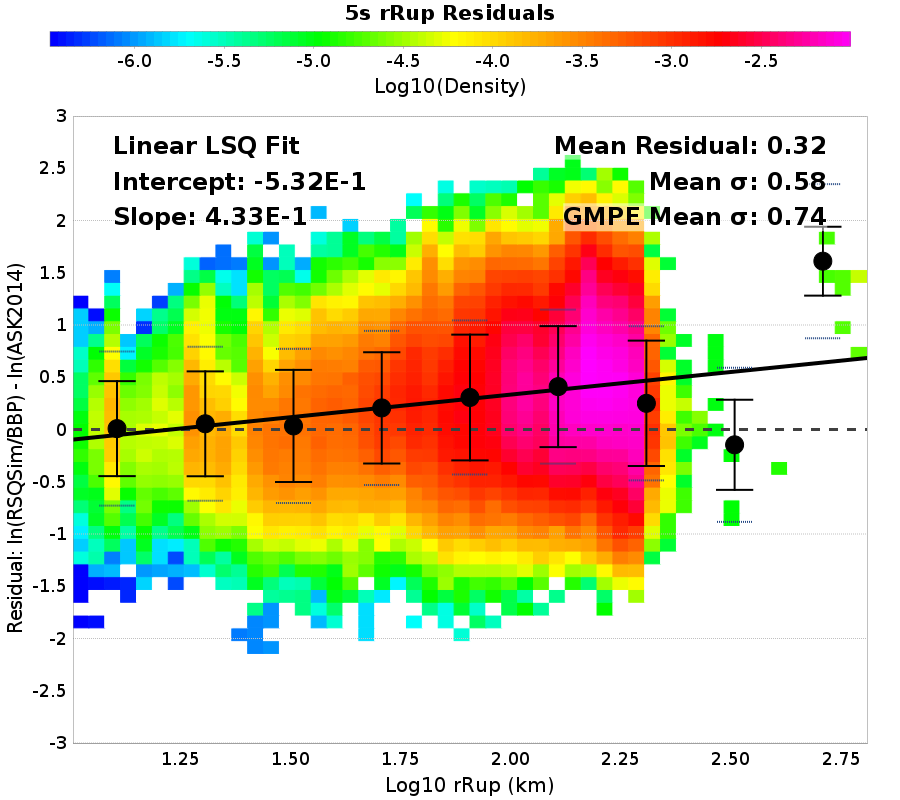 5s rRup Residuals
-6.0 -5.5 -5.0 -4.5 -4.0 -3.5 -3.0 -2.5
Log10(Density)
Linear LSQ Fit
Intercept: -5.32E-1
Slope: 4.33E-1
Mean Residual: 0.32
Mean σ: 0.58
GMPE Mean σ: 0.74
Residual: ln(RSQSim/BBP) - ln(ASK2014)
3
2.5
2
1.5
1
0.5
0
-0.5
-1
-1.5
-2
-2.5
-3
1.25 1.50 1.75 2.00 2.25 2.50 2.75
Log10 rRup (km)